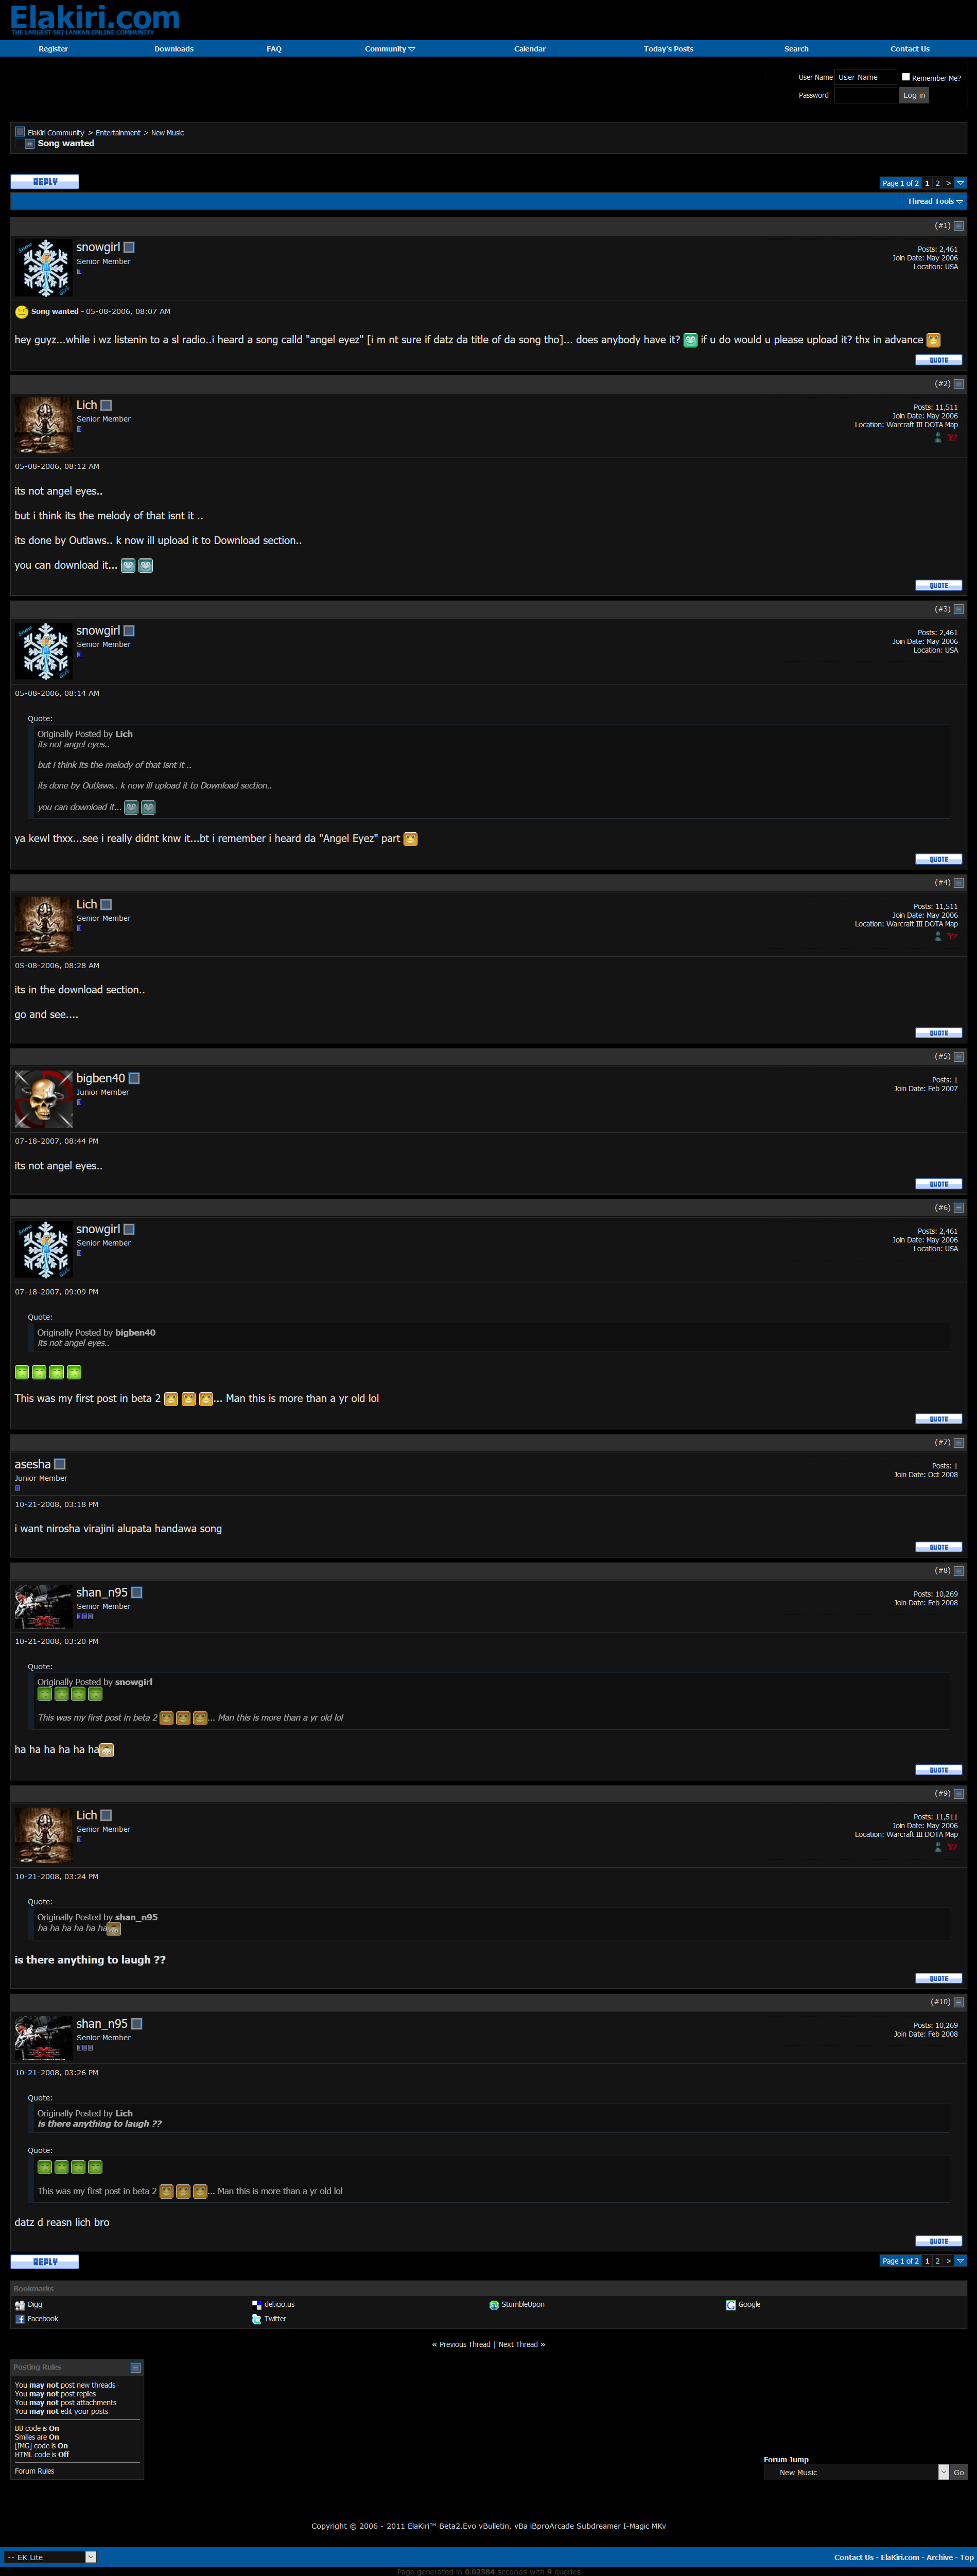 Elakiri.com
THE LARGEST SRI LANKAN ONLINE COMMUNITY
Register Downloads FAQ Community Calendar Today's Posts Search Contact Us
User Name User Name Remember Me?
Password Log in
ElaKiri Community > Entertainment > New Music
Song wanted
REPLY
Page 1 of 2 1 2 >
Thread Tools
(#1)
snowgirl
Senior Member
Posts: 2,461
Join Date: May 2006
Location: USA
Song wanted - 05-08-2006, 08:07 AM
hey guyz...while i wz listenin to a sl radio..i heard a song calld "angel eyez" [i m nt sure if datz da title of da song tho]... does anybody have it? if u do would u please upload it? thx in advance
QUOTE
(#2)
Lich
Senior Member
Posts: 11,511
Join Date: May 2006
Location: Warcraft III DOTA Map
05-08-2006, 08:12 AM
its not angel eyes..
but i think its the melody of that isnt it ..
its done by Outlaws.. k now ill upload it to Download section..
you can download it...
QUOTE
(#3)
snowgirl
Senior Member
Posts: 2,461
Join Date: May 2006
Location: USA
05-08-2006, 08:14 AM
Quote:
Originally Posted by Lich
its not angel eyes..
but i think its the melody of that isnt it ..
its done by Outlaws.. k now ill upload it to Download section..
you can download it...
ya kewl thxx...see i really didnt knw it...bt i remember i heard da "Angel Eyez" part
QUOTE
(#4)
Lich
Senior Member
Posts: 11,511
Join Date: May 2006
Location: Warcraft III DOTA Map
05-08-2006, 08:28 AM
its in the download section..
go and see....
QUOTE
(#5)
bigben40
Junior Member
Posts: 1
Join Date: Feb 2007
07-18-2007, 08:44 PM
its not angel eyes..
QUOTE
(#6)
snowgirl
Senior Member
Posts: 2,461
Join Date: May 2006
Location: USA
07-18-2007, 09:09 PM
Quote:
Originally Posted by bigben40
its not angel eyes..
This was my first post in beta 2 ... Man this is more than a yr old lol
QUOTE
(#7)
asesha
Junior Member
Posts: 1
Join Date: Oct 2008
10-21-2008, 03:18 PM
i want nirosha virajini alupata handawa song
QUOTE
(#8)
shan_n95
Senior Member
Posts: 10,269
Join Date: Feb 2008
10-21-2008, 03:20 PM
Quote:
Originally Posted by snowgirl
This was my first post in beta 2 ... Man this is more than a yr old lol
ha ha ha ha ha ha
QUOTE
(#9)
Lich
Senior Member
Posts: 11,511
Join Date: May 2006
Location: Warcraft III DOTA Map
10-21-2008, 03:24 PM
Quote:
Originally Posted by shan_n95
ha ha ha ha ha ha
is there anything to laugh ??
QUOTE
(#10)
shan_n95
Senior Member
Posts: 10,269
Join Date: Feb 2008
10-21-2008, 03:26 PM
Quote:
Originally Posted by Lich
is there anything to laugh ??
Quote:
This was my first post in beta 2 ... Man this is more than a yr old lol
datz d reasn lich bro
QUOTE
REPLY
Page 1 of 2 1 2 >
Bookmarks
Digg del.icio.us StumbleUpon Google
Facebook Twitter
« Previous Thread | Next Thread »
Posting Rules
You may not post new threads
You may not post replies
You may not post attachments
You may not edit your posts
BB code is On
Smilies are On
[IMG] code is On
HTML code is Off
Forum Rules
Forum Jump
New Music Go
Copyright © 2006 - 2011 ElaKiri™ Beta2.Evo vBulletin, vBa iBproArcade Subdreamer I-Magic MKv
-- EK Lite
Contact Us - ElaKiri.com - Archive - Top
Page generated in 0.02384 seconds with 9 queries